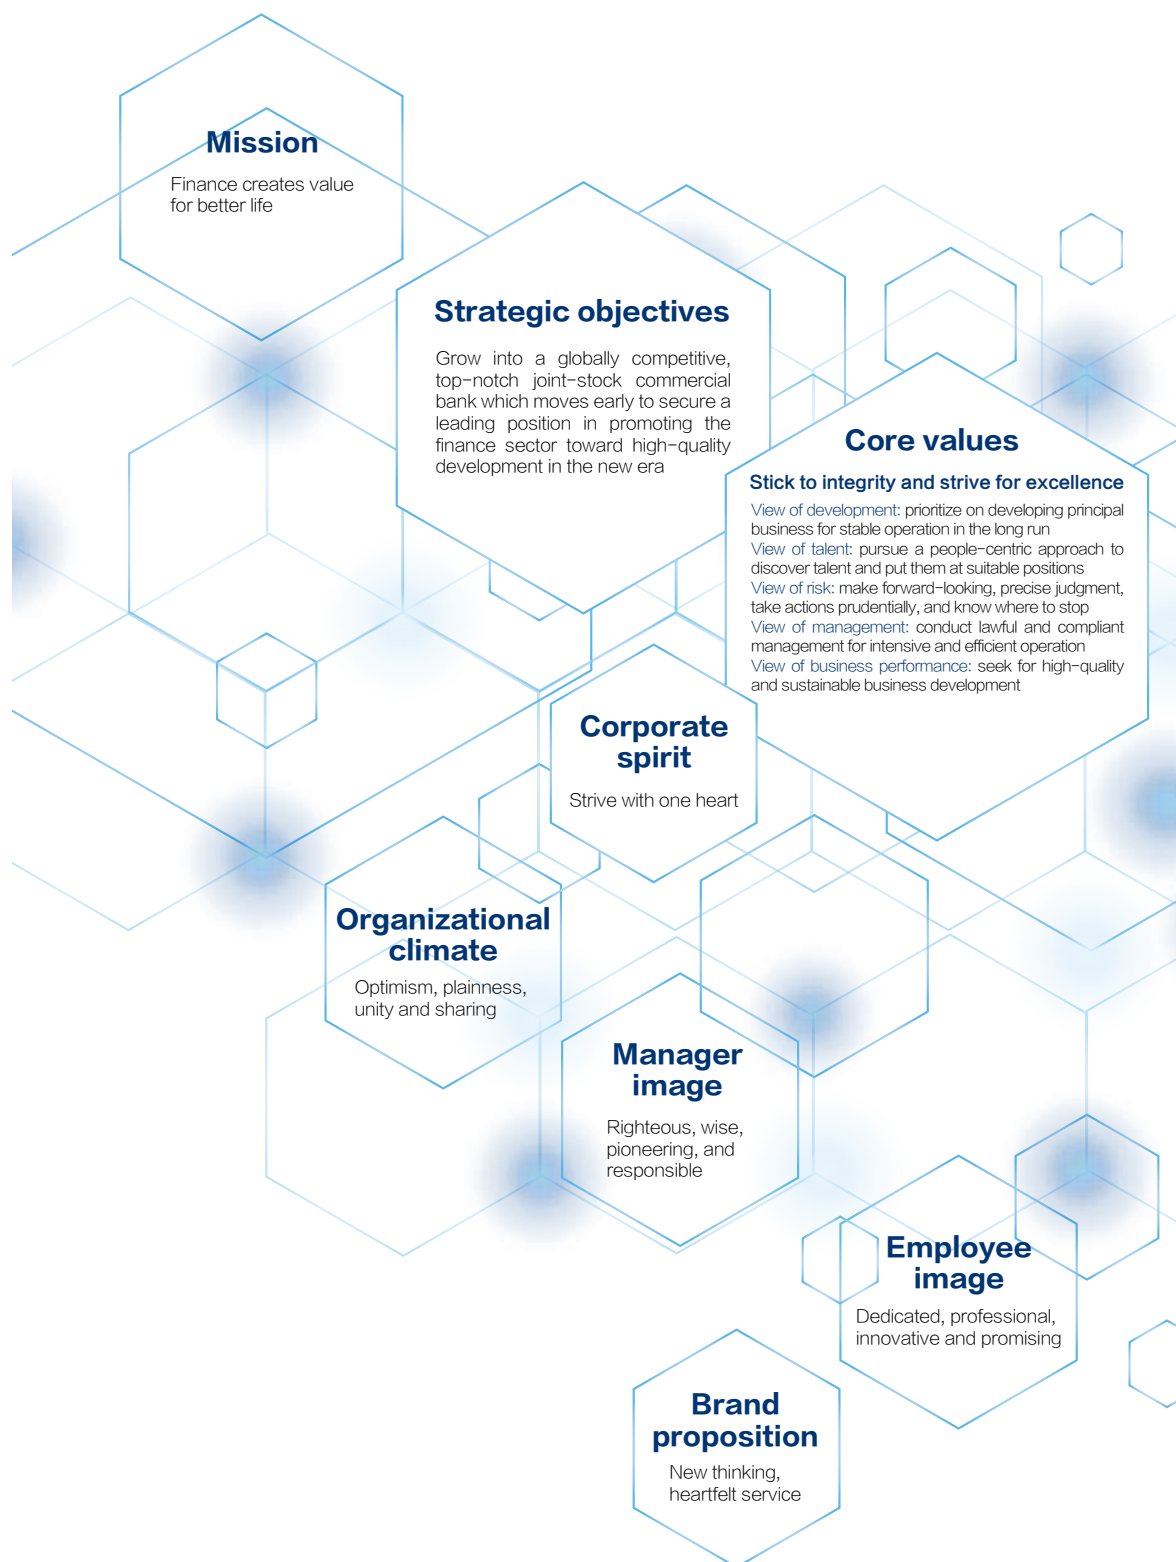 Mission
Finance creates value
for better life
Strategic objectives
Grow into a globally competitive,
top-notch joint-stock commercial
bank which moves early to secure a
leading position in promoting the
finance sector toward high-quality
development in the new era
Core values
Stick to integrity and strive for excellence
View of development: prioritize on developing principal
business for stable operation in the long run
View of talent: pursue a people-centric approach to
discover talent and put them at suitable positions
View of risk: make forward-looking, precise judgment,
take actions prudentially, and know where to stop
View of management: conduct lawful and compliant
management for intensive and efficient operation
View of business performance: seek for high-quality
and sustainable business development
Corporate
spirit
Strive with one heart
Organizational
climate
Optimism, plainness,
unity and sharing
Manager
image
Righteous, wise,
pioneering, and
responsible
Employee
image
Dedicated, professional,
innovative and promising
Brand
proposition
New thinking,
heartfelt service